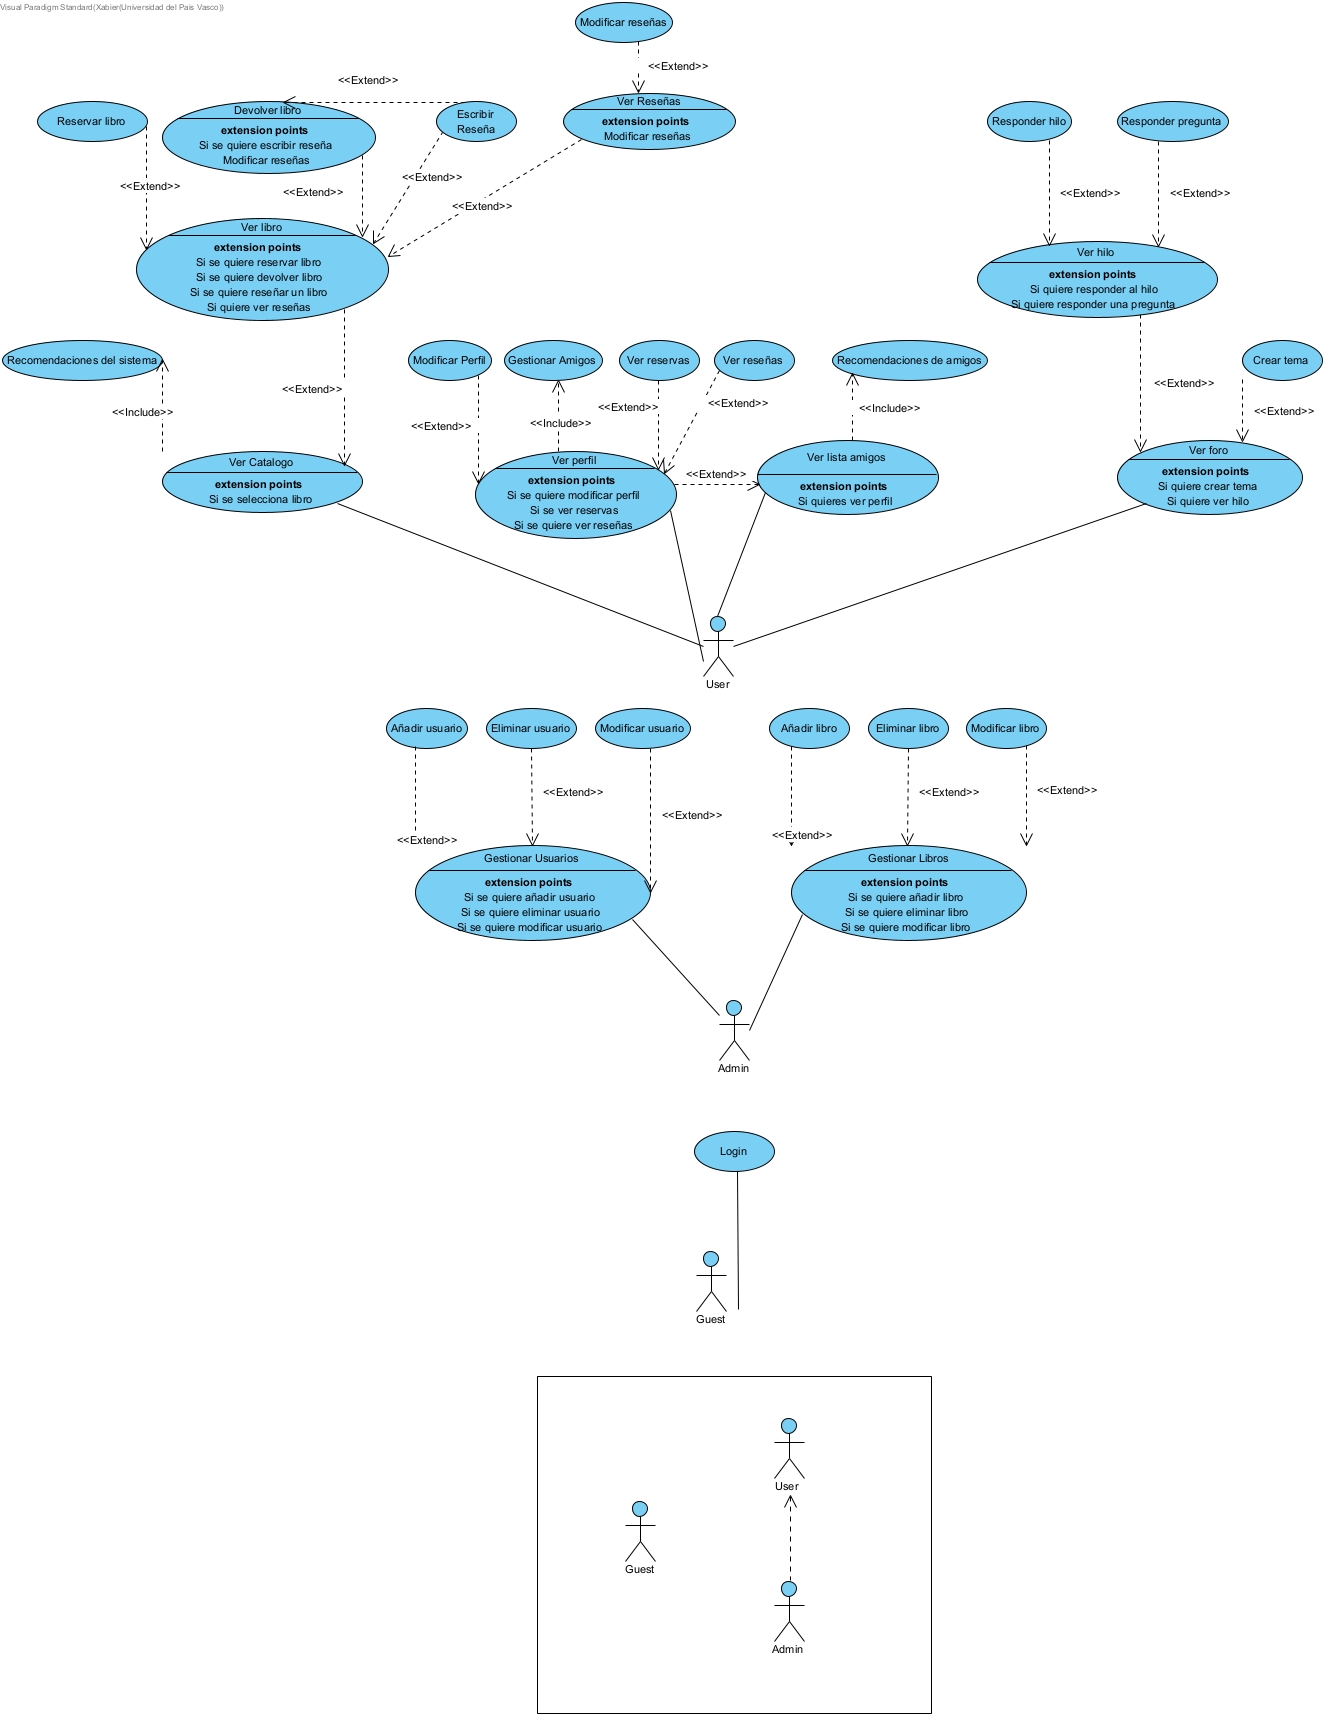 Visual Paradigm Standard(Xabier(Universidad del Pais Vasco))
Modificar reseñas
<<Extend>>
<<Extend>>
Ver Reseñas
extension points
Modificar reseñas
Reservar libro
Devolver libro
extension points
Si se quiere escribir reseña
Modificar reseñas
Escribir
Reseña
Responder hilo
Responder pregunta
<<Extend>>
<<Extend>>
<<Extend>>
<<Extend>>
<<Extend>>
<<Extend>>
Ver libro
extension points
Si se quiere reservar libro
Si se quiere devolver libro
Si se quiere reseñar un libro
Si quiere ver reseñas
Ver hilo
extension points
Si quiere responder al hilo
Si quiere responder una pregunta
Recomendaciones del sistema
Modificar Perfil
Gestionar Amigos
Ver reservas
Ver reseñas
Recomendaciones de amigos
Crear tema
<<Include>>
<<Extend>>
<<Extend>>
<<Include>>
<<Extend>>
<<Extend>>
<<Include>>
<<Extend>>
<<Extend>>
Ver Catalogo
extension points
Si se selecciona libro
Ver perfil
extension points
Si se quiere modificar perfil
Si se ver reservas
Si se quiere ver reseñas
<<Extend>>
Ver lista amigos
extension points
Si quieres ver perfil
Ver foro
extension points
Si quiere crear tema
Si quiere ver hilo
User
Añadir usuario
Eliminar usuario
Modificar usuario
Añadir libro
Eliminar libro
Modificar libro
<<Extend>>
<<Extend>>
<<Extend>>
<<Extend>>
<<Extend>>
<<Extend>>
Gestionar Usuarios
extension points
Si se quiere añadir usuario
Si se quiere eliminar usuario
Si se quiere modificar usuario
Gestionar Libros
extension points
Si se quiere añadir libro
Si se quiere eliminar libro
Si se quiere modificar libro
Admin
Login
Guest
User
Guest
Admin